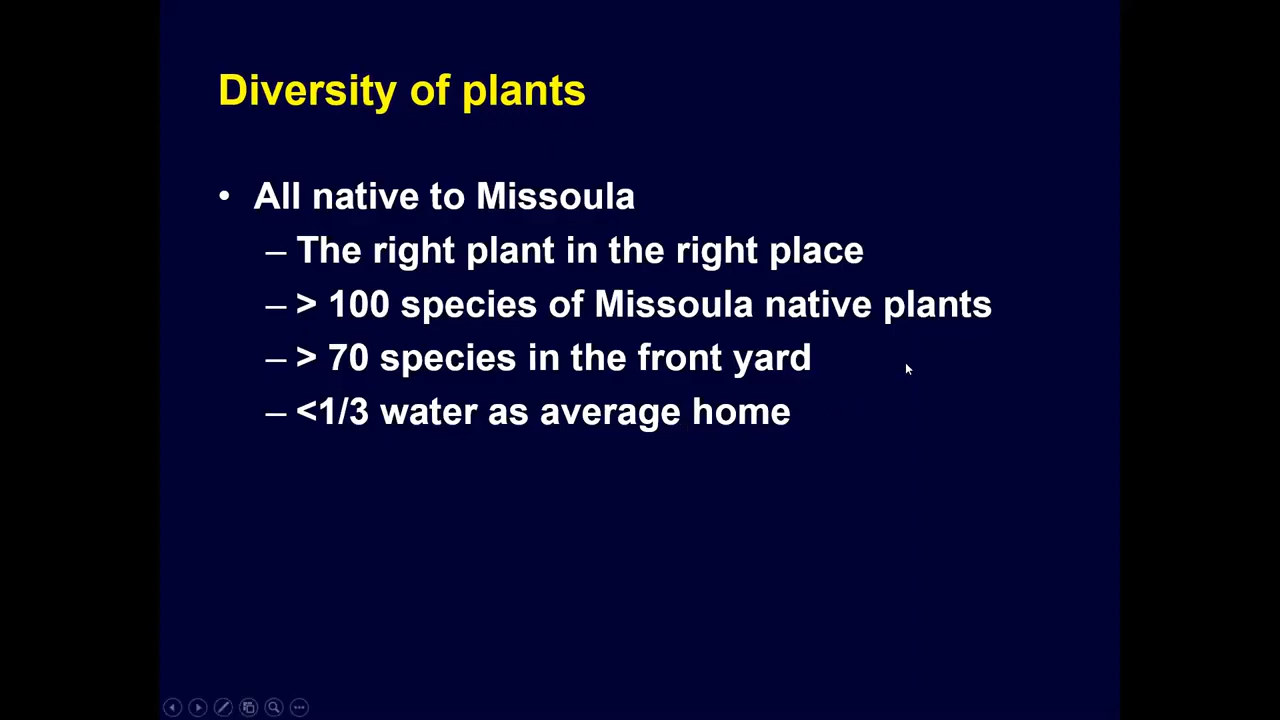 Diversity of plants
• All native to Missoula
– The right plant in the right place
– > 100 species of Missoula native plants
– > 70 species in the front yard
– <1/3 water as average home